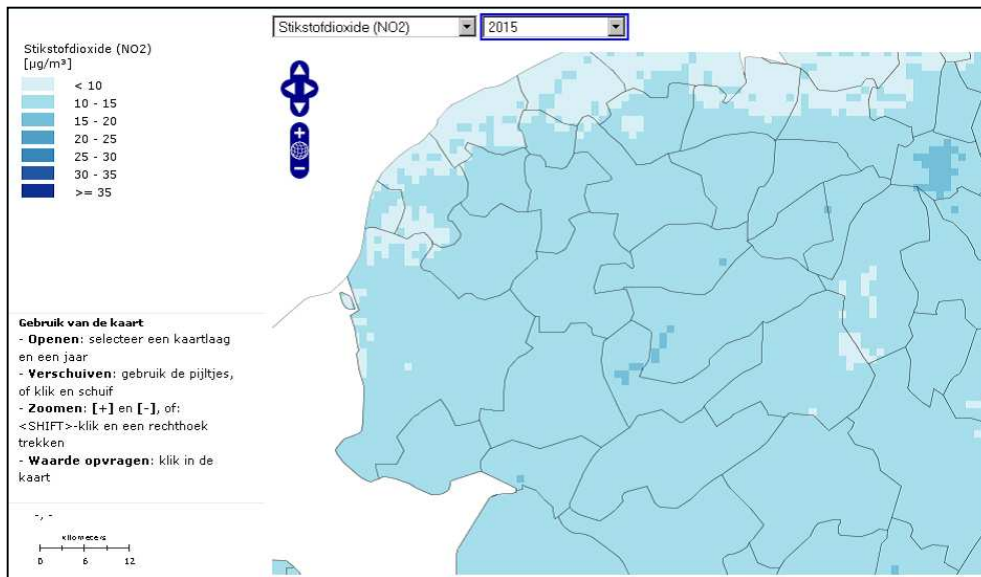 Stikstofdioxide (NO2)
2015
Stikstofdioxide (NO2)
[µg/m³]
< 10
10 - 15
15 - 20
20 - 25
25 - 30
30 - 35
>= 35
+
−
Gebruik van de kaart
- Openen: selecteer een kaartlaag
en een jaar
- Verschuiven: gebruik de pijltjes,
of klik en schuif
- Zoomen: [+] en [-], of:
<SHIFT>-klik en een rechthoek
trekken
- Waarde opvragen: klik in de
kaart
-, -
kilometers
0 6 12